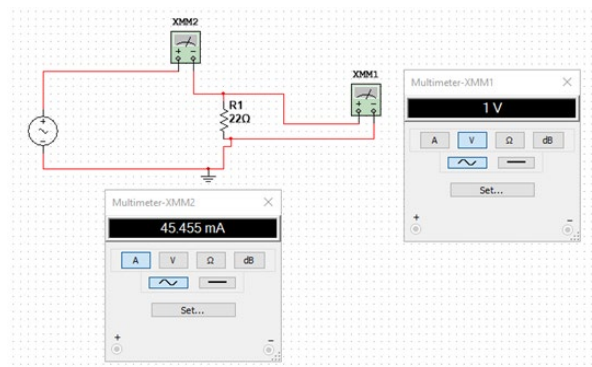 XMM2
XMM1
R1
22Ω
Multimeter-XMM1
1 V
A V Ω dB
Set...
+ -
Multimeter-XMM2
45.455 mA
A V Ω dB
Set...
+ -